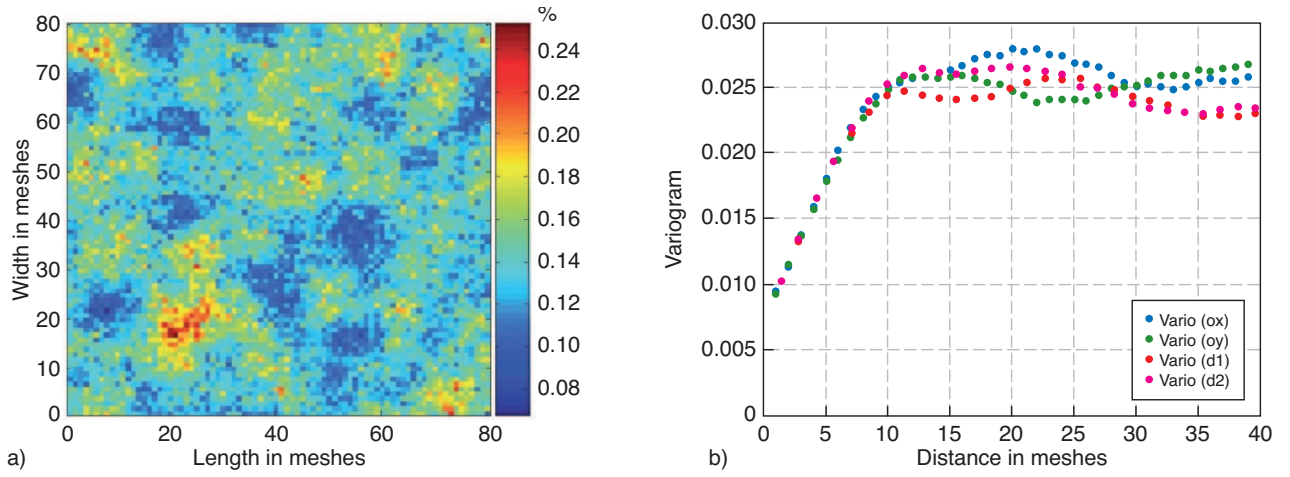 %
80
70
60
50
40
30
20
10
0
Width in meshes
0 20 40 60 80
Length in meshes
a)
0.24
0.22
0.20
0.18
0.16
0.14
0.12
0.10
0.08
0.030
0.025
0.020
0.015
0.010
0.005
0
Variogram
Vario (ox)
Vario (oy)
Vario (d1)
Vario (d2)
0 5 10 15 20 25 30 35 40
Distance in meshes
b)